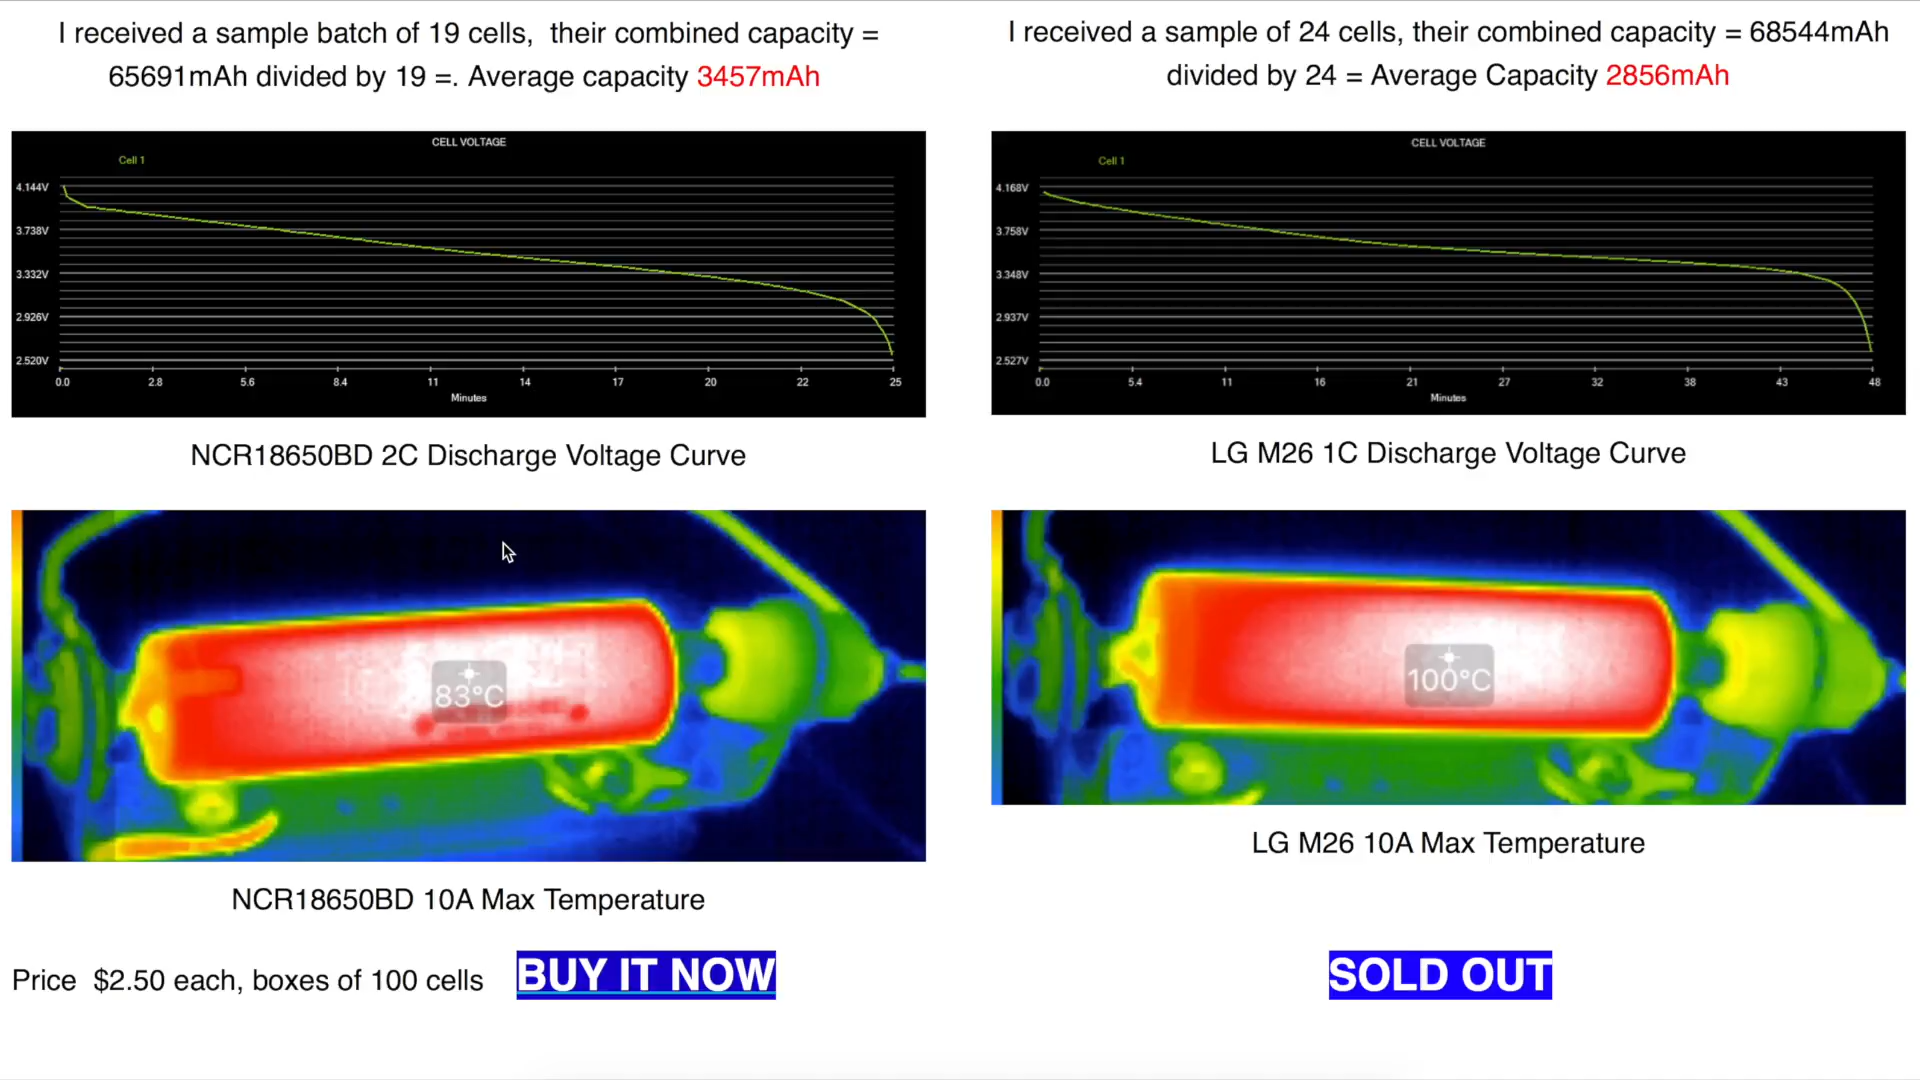 I received a sample batch of 19 cells,  their combined capacity =
65691mAh divided by 19 =. Average capacity 3457mAh
CELL VOLTAGE
Cell 1
4.144V
3.738V
3.332V
2.926V
2.520V
0.0 2.8 5.6 8.4 11 14 17 20 22 25
Minutes
NCR18650BD 2C Discharge Voltage Curve
83°C
NCR18650BD 10A Max Temperature
Price  $2.50 each, boxes of 100 cells
BUY IT NOW
I received a sample of 24 cells, their combined capacity = 68544mAh
divided by 24 = Average Capacity 2856mAh
CELL VOLTAGE
Cell 1
4.168V
3.758V
3.348V
2.937V
2.527V
0.0 5.4 11 16 21 27 32 38 43 48
Minutes
LG M26 1C Discharge Voltage Curve
100°C
LG M26 10A Max Temperature
SOLD OUT